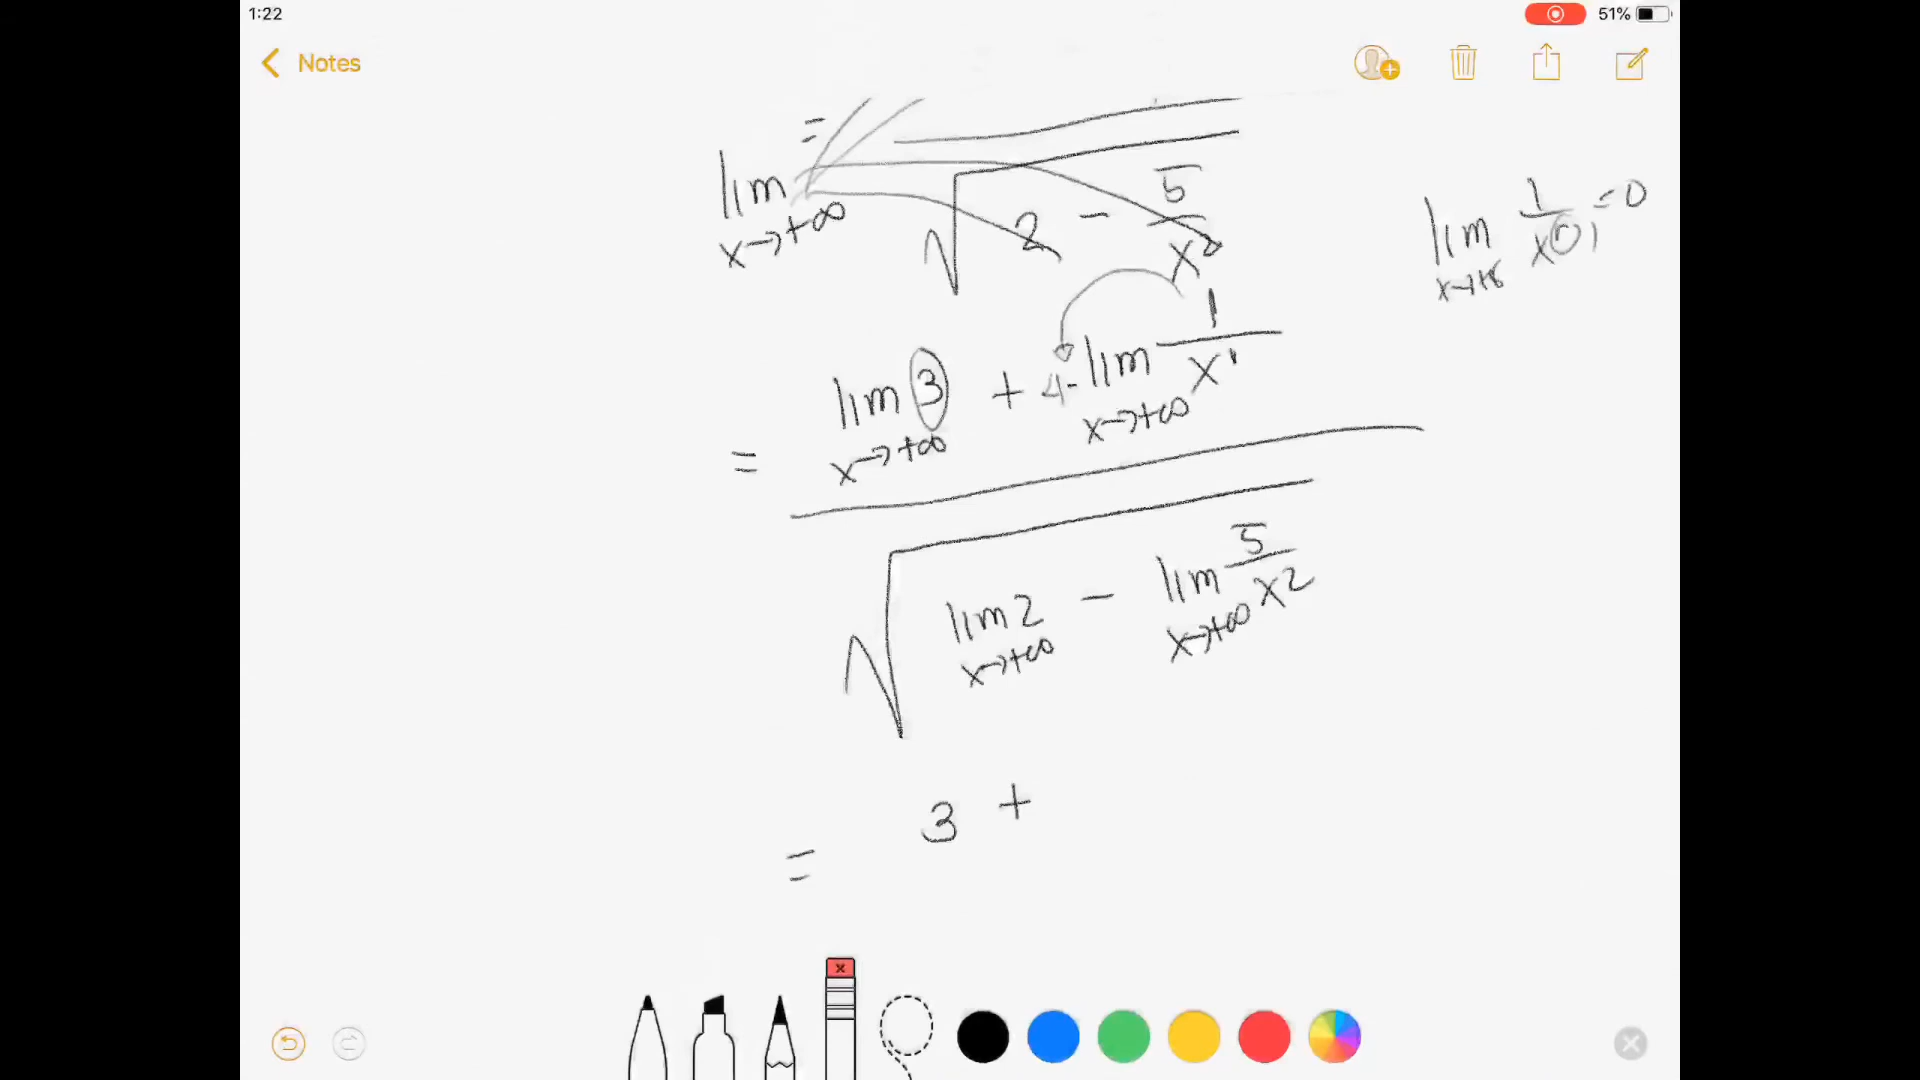 1:22
51%
Notes
=
lim x→+∞ √ 2 - 5/x²
lim x→+∞ 1/x =0
= lim x→+∞ 3 + 4·lim x→+∞ 1/x¹
√ lim x→+∞ 2 - lim x→+∞ 5/x2
= 3 +